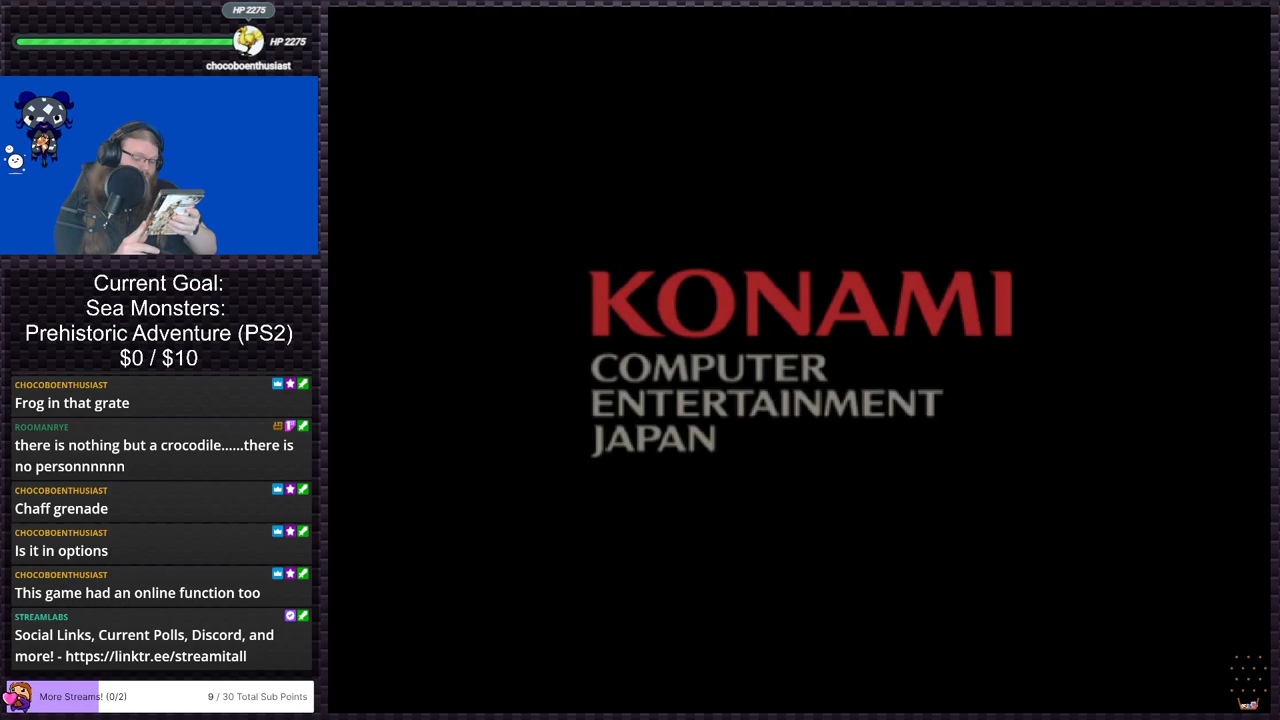 HP 2275
HP 2275
chocoboenthusiast
Current Goal:
Sea Monsters:
Prehistoric Adventure (PS2)
$0 / $10
CHOCOBOENTHUSIAST
Frog in that grate
ROOMANRYE
there is nothing but a crocodile......there is
no personnnnnn
CHOCOBOENTHUSIAST
Chaff grenade
CHOCOBOENTHUSIAST
Is it in options
CHOCOBOENTHUSIAST
This game had an online function too
STREAMLABS
Social Links, Current Polls, Discord, and
more! - https://linktr.ee/streamitall
More Streams! (0/2)
9 / 30 Total Sub Points
KONAMI
COMPUTER
ENTERTAINMENT
JAPAN